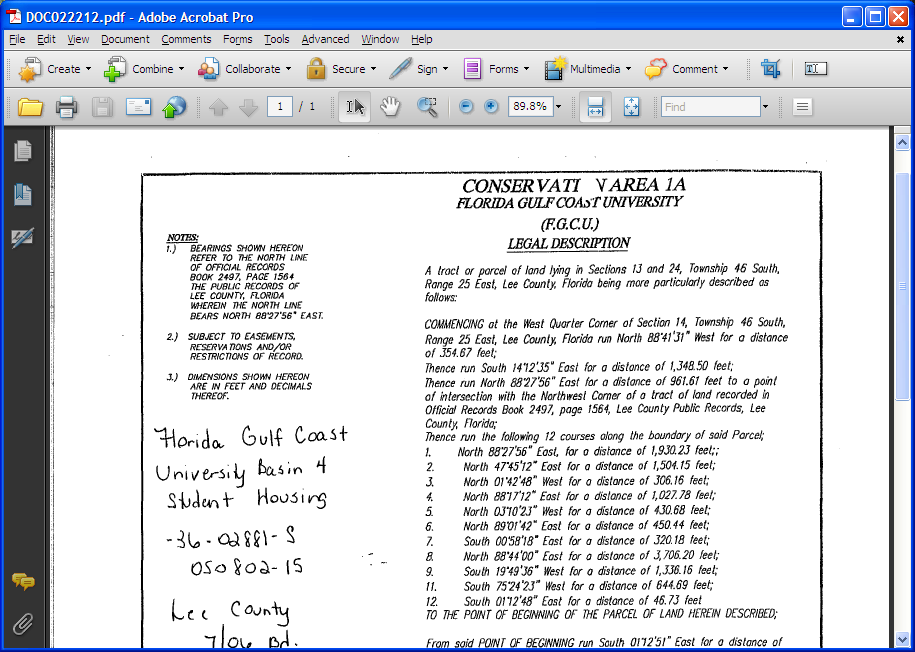 DOC022212.pdf - Adobe Acrobat Pro
File Edit View Document Comments Forms Tools Advanced Window Help
Create Combine Collaborate Secure Sign Forms Multimedia Comment
1 / 1 89.8% Find
CONSERVATI N AREA 1A
FLORIDA GULF COAST UNIVERSITY
(F.G.C.U.)
LEGAL DESCRIPTION
NOTES:
1.) BEARINGS SHOWN HEREON
REFER TO THE NORTH LINE
OF OFFICIAL RECORDS
BOOK 2497, PAGE 1564
THE PUBLIC RECORDS OF
LEE COUNTY, FLORIDA
WHEREIN THE NORTH LINE
BEARS NORTH 88°27'56" EAST.
2.) SUBJECT TO EASEMENTS,
RESERVATIONS AND/OR
RESTRICTIONS OF RECORD.
3.) DIMENSIONS SHOWN HEREON
ARE IN FEET AND DECIMALS
THEREOF.
Florida Gulf Coast
University Basin 4
Student Housing
-36-02881-S
050802-15
Lee County
7/06 Bd.
A tract or parcel of land lying in Sections 13 and 24, Township 46 South,
Range 25 East, Lee County, Florida being more particularly described as
follows:
COMMENCING at the West Quarter Corner of Section 14, Township 46 South,
Range 25 East, Lee County, Florida run North 88°41'31" West for a distance
of 354.67 feet;
Thence run South 14°12'35" East for a distance of 1,348.50 feet;
Thence run North 88°27'56" East for a distance of 961.61 feet to a point
of intersection with the Northwest Corner of a tract of land recorded in
Official Records Book 2497, page 1564, Lee County Public Records, Lee
County, Florida;
Thence run the following 12 courses along the boundary of said Parcel;
1. North 88°27'56" East, for a distance of 1,930.23 feet;;
2. North 47°45'12" East for a distance of 1,504.15 feet;
3. North 01°42'48" West for a distance of 306.16 feet;
4. North 88°17'12" East for a distance of 1,027.78 feet;
5. North 03°10'23" West for a distance of 430.68 feet;
6. North 89°01'42" East for a distance of 450.44 feet;
7. South 00°58'18" East for a distance of 320.18 feet;
8. North 88°44'00" East for a distance of 3,706.20 feet;
9. South 19°49'36" West for a distance of 1,336.16 feet;
11. South 75°24'23" West for a distance of 644.69 feet;
12. South 01°12'48" East for a distance of 46.73 feet
TO THE POINT OF BEGINNING OF THE PARCEL OF LAND HEREIN DESCRIBED;
From said POINT OF BEGINNING run South 01°12'51" East for a distance of